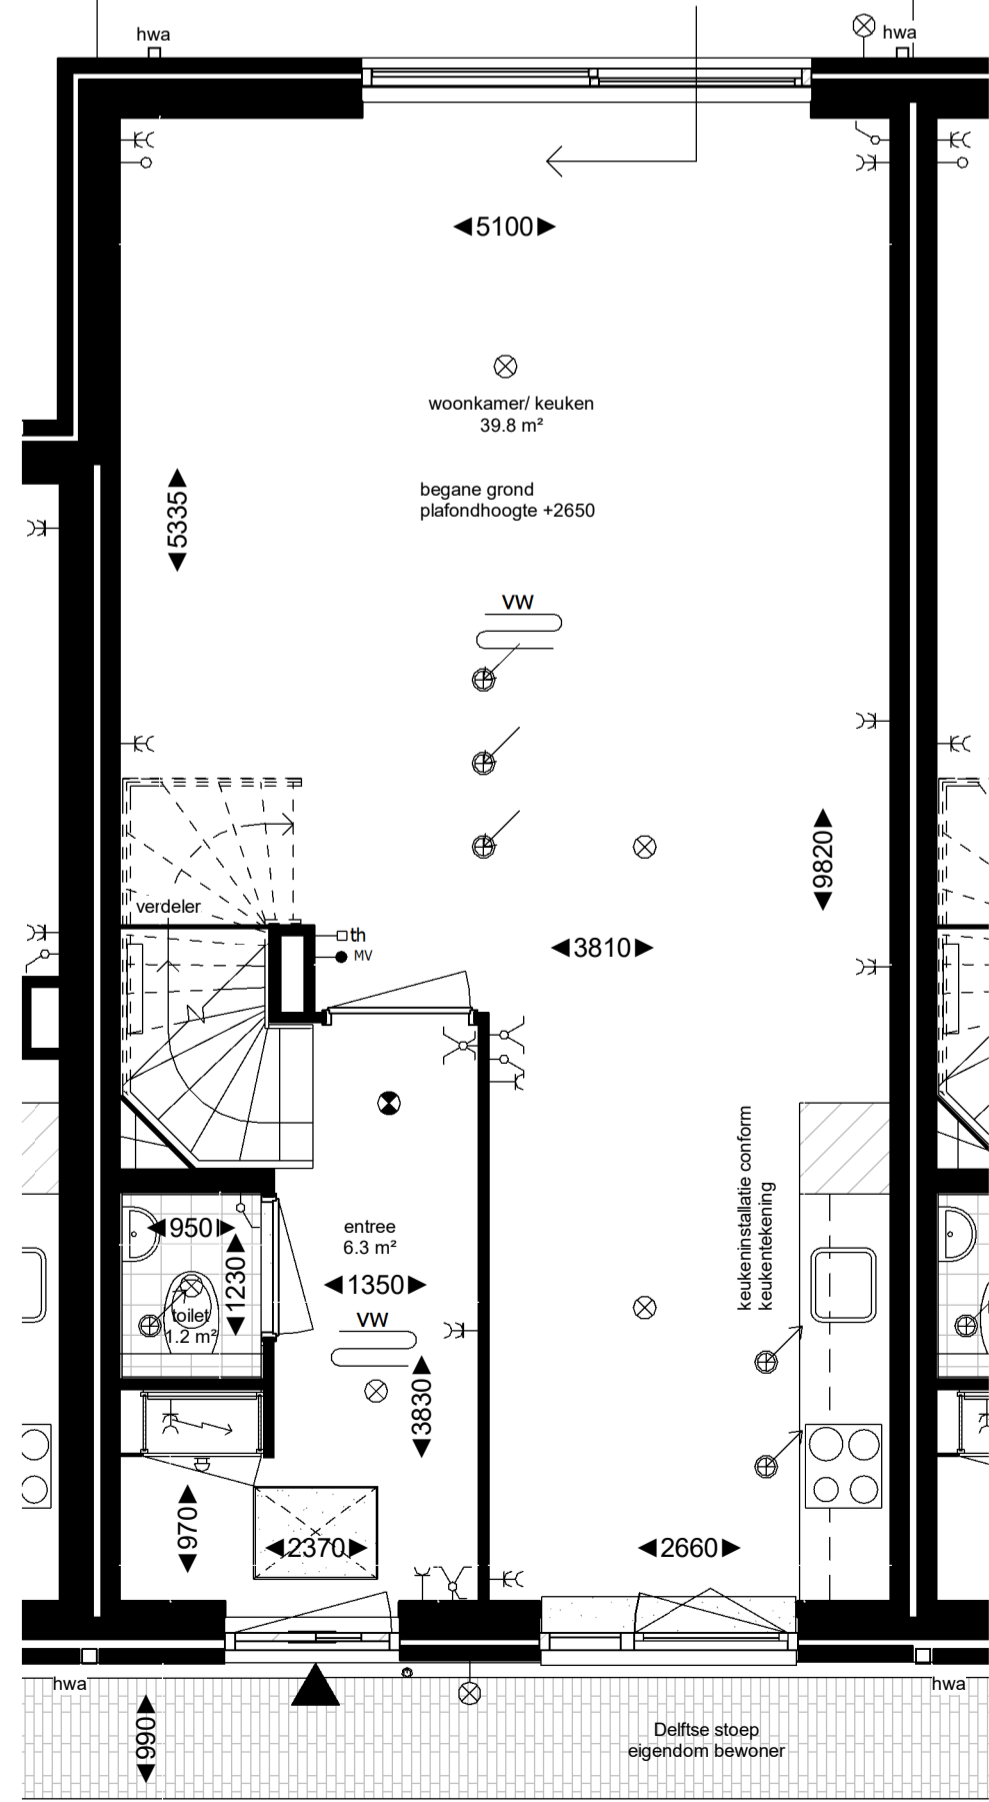 hwa
hwa
5100
woonkamer/ keuken
39.8 m²
begane grond
plafondhoogte +2650
5335
VW
9820
verdeler
th
MV
3810
keukeninstallatie conform
keukentekening
950
1230
entree
6.3 m²
1350
toilet
1.2 m²
VW
3830
970
2370
2660
hwa
hwa
990
Delftse stoep
eigendom bewoner